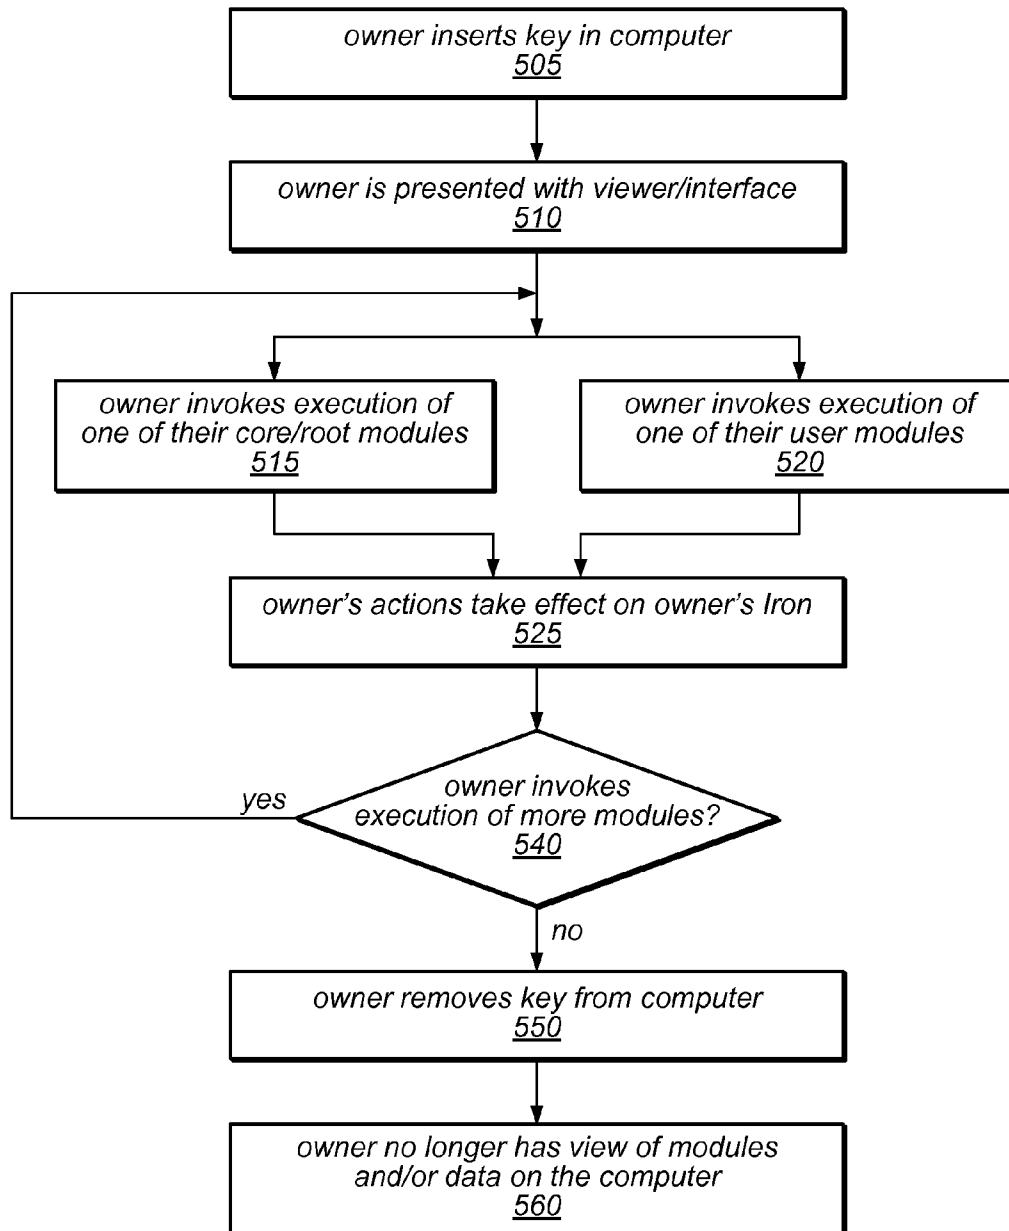 owner inserts key in computer
505
owner is presented with viewer/interface
510
owner invokes execution of
one of their core/root modules
515
owner invokes execution of
one of their user modules
520
owner's actions take effect on owner's Iron
525
owner invokes
execution of more modules?
540
yes
no
owner removes key from computer
550
owner no longer has view of modules
and/or data on the computer
560